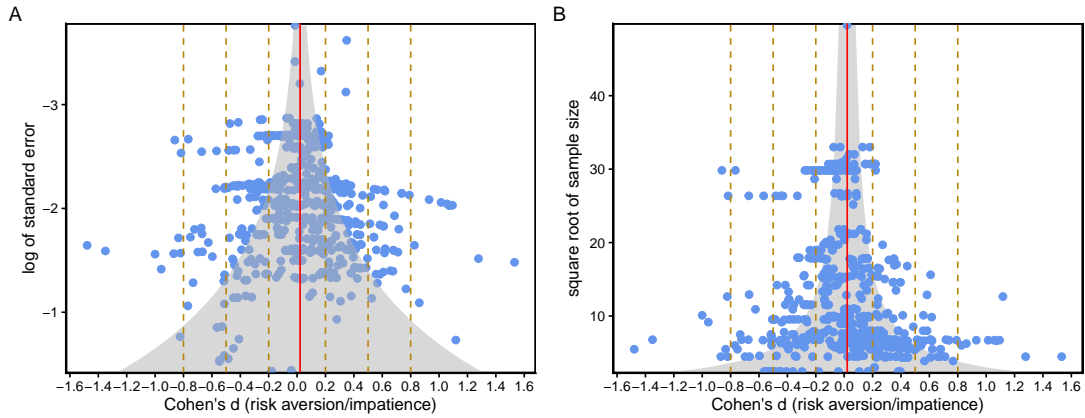 A
B
log of standard error
−3
−2
−1
−1.6 −1.4 −1.2 −1.0 −0.8 −0.6 −0.4 −0.2 0.0 0.2 0.4 0.6 0.8 1.0 1.2 1.4 1.6
Cohen's d (risk aversion/impatience)
square root of sample size
40
30
20
10
−1.6 −1.4 −1.2 −1.0 −0.8 −0.6 −0.4 −0.2 0.0 0.2 0.4 0.6 0.8 1.0 1.2 1.4 1.6
Cohen's d (risk aversion/impatience)